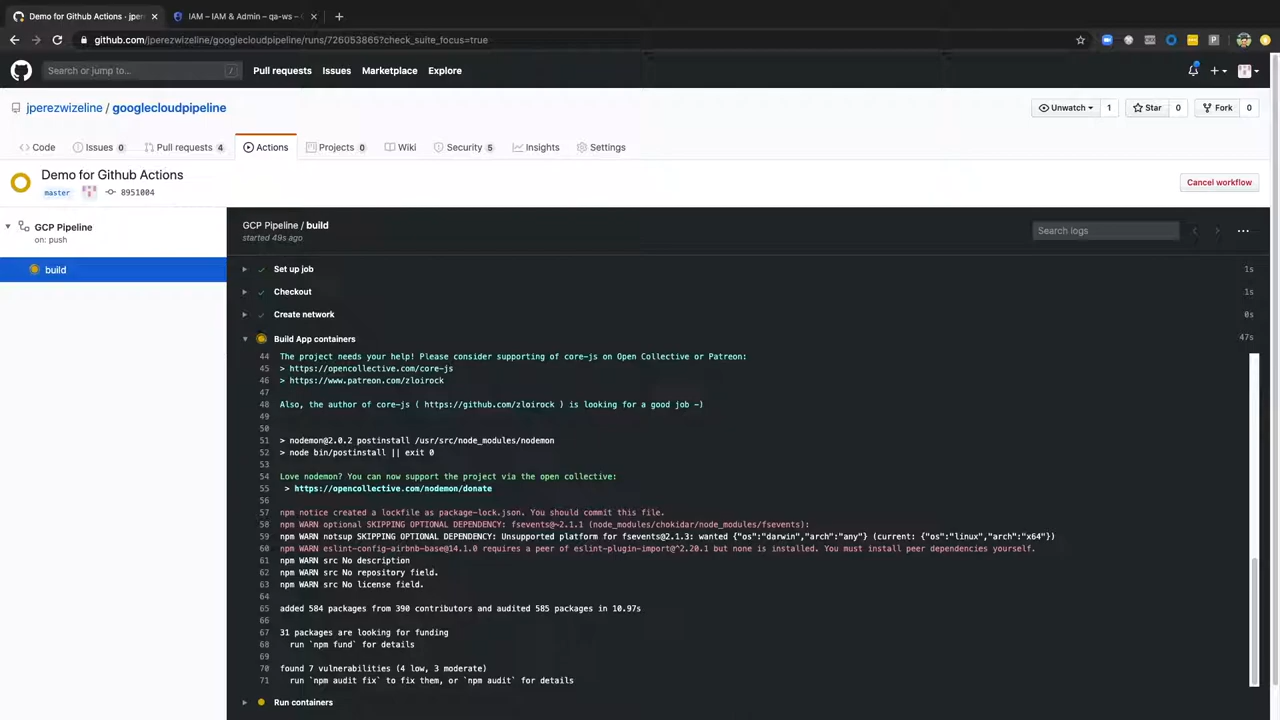 Demo for Github Actions · jper
IAM – IAM & Admin – qa-ws –
github.com/jperezwizeline/googlecloudpipeline/runs/726053865?check_suite_focus=true
Search or jump to...
/
Pull requests
Issues
Marketplace
Explore
jperezwizeline / googlecloudpipeline
Unwatch 1
Star 0
Fork 0
Code
Issues 0
Pull requests 4
Actions
Projects 0
Wiki
Security 5
Insights
Settings
Demo for Github Actions
master 8951004
Cancel workflow
GCP Pipeline
on: push
build
GCP Pipeline / build
started 49s ago
Search logs
Set up job 1s
Checkout 1s
Create network 0s
Build App containers 47s
44 The project needs your help! Please consider supporting of core-js on Open Collective or Patreon:
45 > https://opencollective.com/core-js
46 > https://www.patreon.com/zloirock
47
48 Also, the author of core-js ( https://github.com/zloirock ) is looking for a good job -)
49
50
51 > nodemon@2.0.2 postinstall /usr/src/node_modules/nodemon
52 > node bin/postinstall || exit 0
53
54 Love nodemon? You can now support the project via the open collective:
55 > https://opencollective.com/nodemon/donate
56
57 npm notice created a lockfile as package-lock.json. You should commit this file.
58 npm WARN optional SKIPPING OPTIONAL DEPENDENCY: fsevents@~2.1.1 (node_modules/chokidar/node_modules/fsevents):
59 npm WARN notsup SKIPPING OPTIONAL DEPENDENCY: Unsupported platform for fsevents@2.1.3: wanted {"os":"darwin","arch":"any"} (current: {"os":"linux","arch":"x64"})
60 npm WARN eslint-config-airbnb-base@14.1.0 requires a peer of eslint-plugin-import@^2.20.1 but none is installed. You must install peer dependencies yourself.
61 npm WARN src No description
62 npm WARN src No repository field.
63 npm WARN src No license field.
64
65 added 584 packages from 390 contributors and audited 585 packages in 10.97s
66
67 31 packages are looking for funding
68 run `npm fund` for details
69
70 found 7 vulnerabilities (4 low, 3 moderate)
71 run `npm audit fix` to fix them, or `npm audit` for details
Run containers